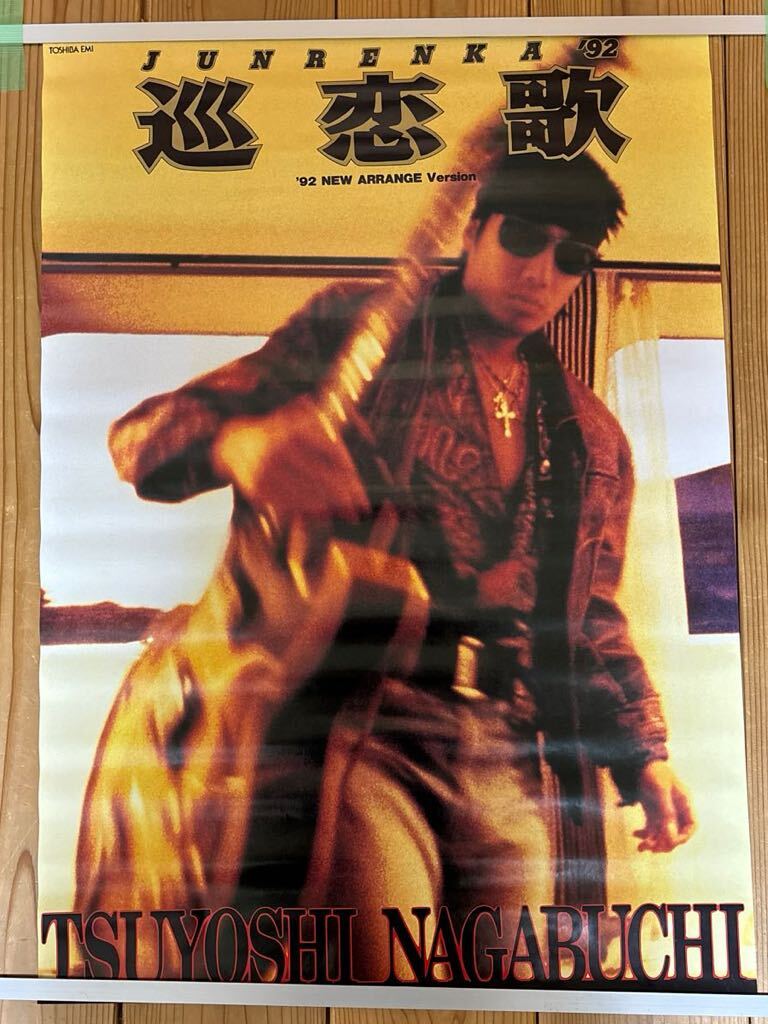 TOSHIBA EMI
JUNRENKA '92
巡恋歌
'92 NEW ARRANGE Version
TSUYOSHI NAGABUCHI